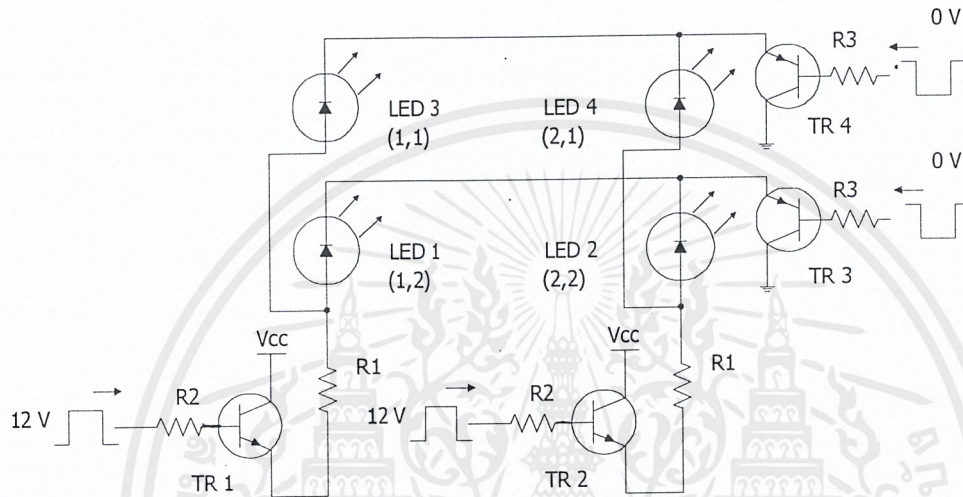 0 V
R3
LED 3
(1,1)
LED 4
(2,1)
TR 4
0 V
R3
LED 1
(1,2)
LED 2
(2,2)
TR 3
Vcc
Vcc
R1
R1
12 V
R2
12 V
R2
TR 1
TR 2